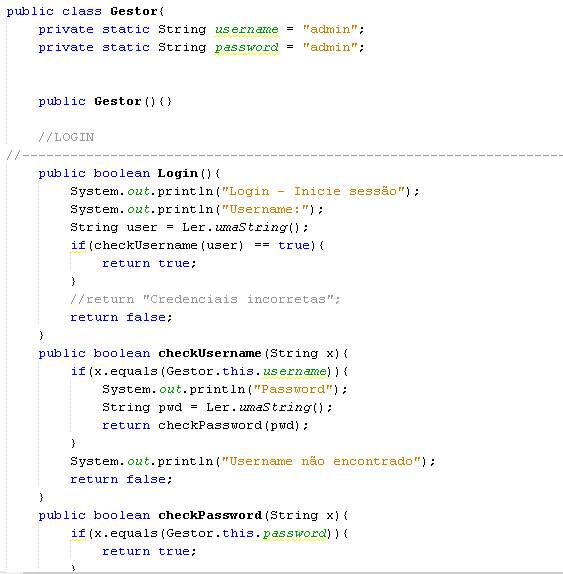 public class Gestor{
    private static String username = "admin";
    private static String password = "admin";
    public Gestor(){}
    //LOGIN
//--------------------------------------------------------------------
    public boolean Login(){
        System.out.println("Login - Inicie sessão");
        System.out.println("Username:");
        String user = Ler.umaString();
        if(checkUsername(user) == true){
            return true;
        }
        //return "Credenciais incorretas";
        return false;
    }
    public boolean checkUsername(String x){
        if(x.equals(Gestor.this.username)){
            System.out.println("Password");
            String pwd = Ler.umaString();
            return checkPassword(pwd);
        }
        System.out.println("Username não encontrado");
        return false;
    }
    public boolean checkPassword(String x){
        if(x.equals(Gestor.this.password)){
            return true;
        }